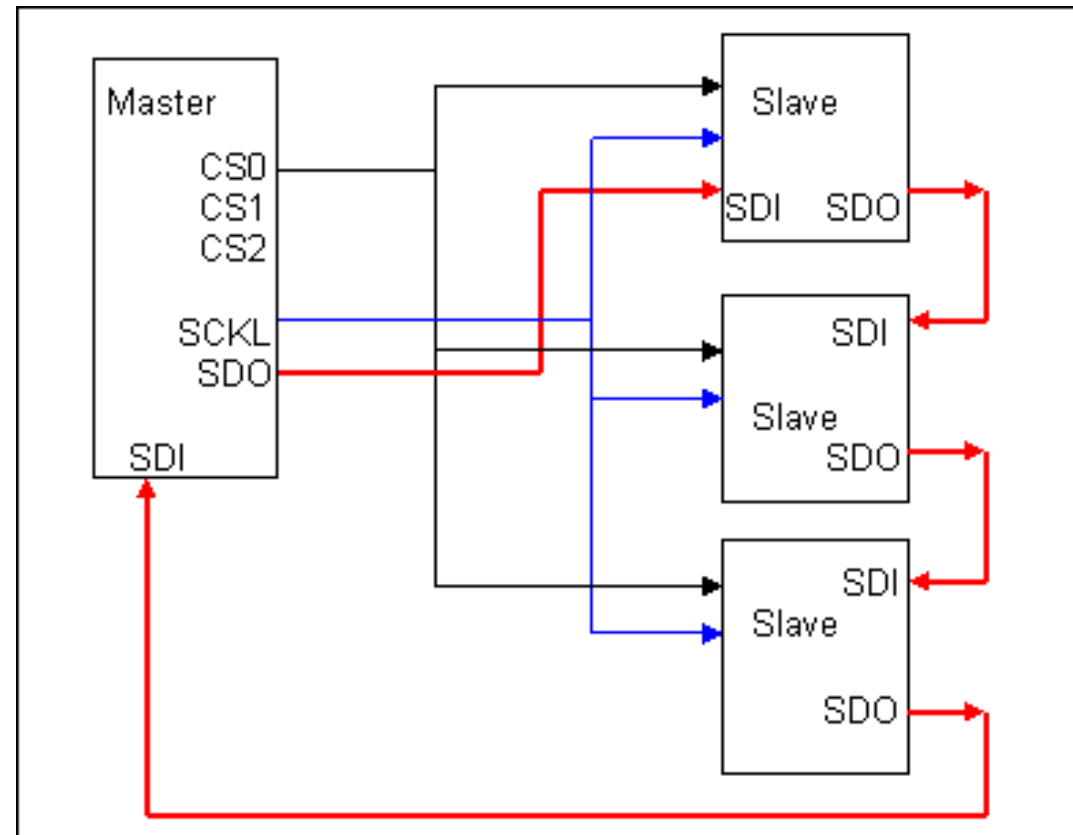 Master
CS0
CS1
CS2
SCKL
SDO
SDI
Slave
SDI SDO
SDI
Slave
SDO
SDI
Slave
SDO